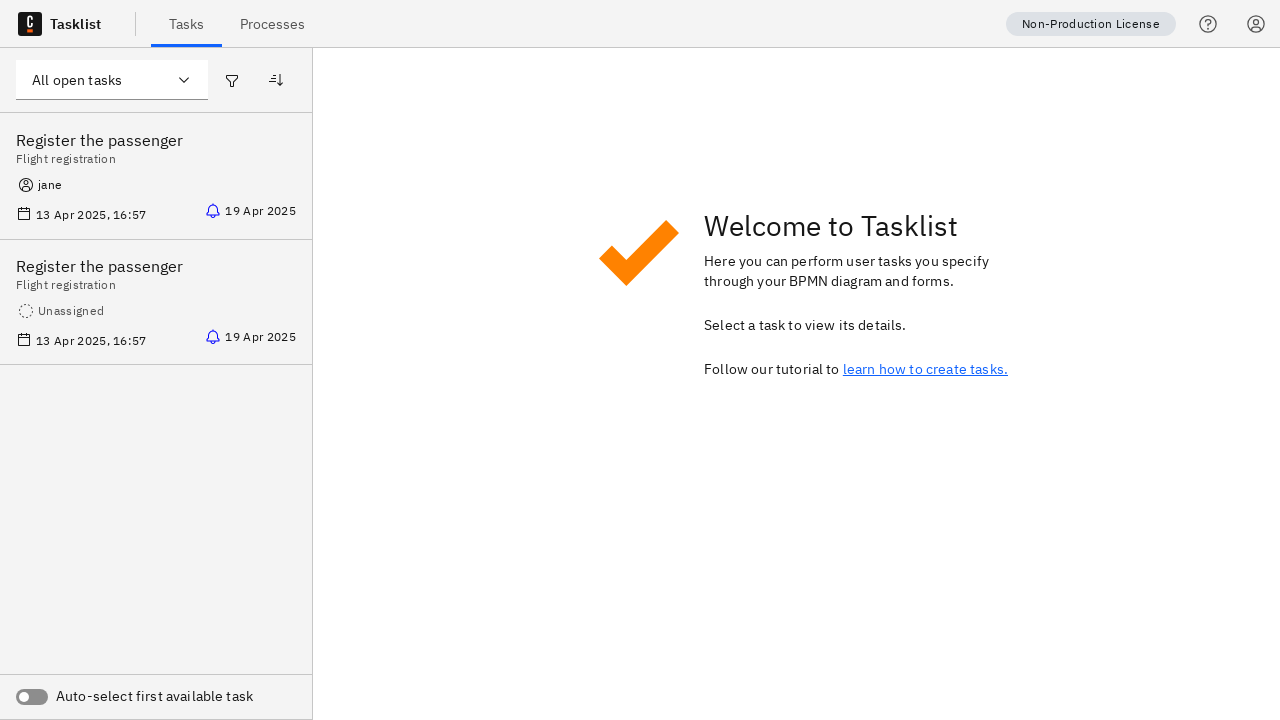 Tasklist
Tasks
Processes
Non-Production License
All open tasks
Register the passenger
Flight registration
jane
13 Apr 2025, 16:57
19 Apr 2025
Register the passenger
Flight registration
Unassigned
13 Apr 2025, 16:57
19 Apr 2025
Auto-select first available task
Welcome to Tasklist
Here you can perform user tasks you specify
through your BPMN diagram and forms.
Select a task to view its details.
Follow our tutorial to learn how to create tasks.